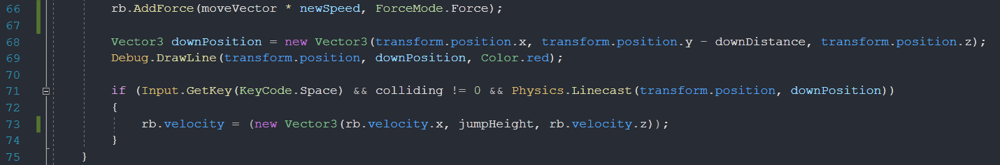 66 rb.AddForce(moveVector * newSpeed, ForceMode.Force);
67
68 Vector3 downPosition = new Vector3(transform.position.x, transform.position.y - downDistance, transform.position.z);
69 Debug.DrawLine(transform.position, downPosition, Color.red);
70
71 if (Input.GetKey(KeyCode.Space) && colliding != 0 && Physics.Linecast(transform.position, downPosition))
72 {
73 rb.velocity = (new Vector3(rb.velocity.x, jumpHeight, rb.velocity.z));
74 }
75 }